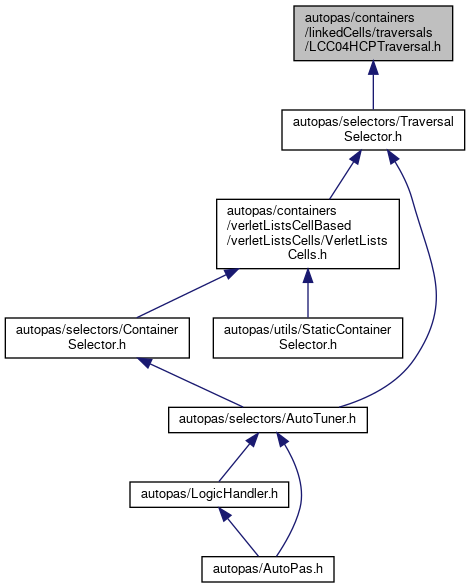 autopas/containers
/linkedCells/traversals
/LCC04HCPTraversal.h
autopas/selectors/Traversal
Selector.h
autopas/containers
/verletListsCellBased
/verletListsCells/VerletLists
Cells.h
autopas/selectors/Container
Selector.h
autopas/utils/StaticContainer
Selector.h
autopas/selectors/AutoTuner.h
autopas/LogicHandler.h
autopas/AutoPas.h